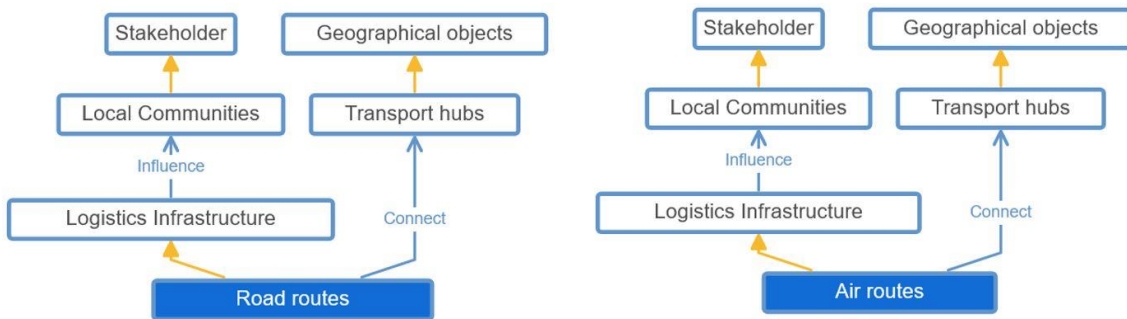 Stakeholder
Geographical objects
Local Communities
Transport hubs
Influence
Logistics Infrastructure
Connect
Road routes
Stakeholder
Geographical objects
Local Communities
Transport hubs
Influence
Logistics Infrastructure
Connect
Air routes